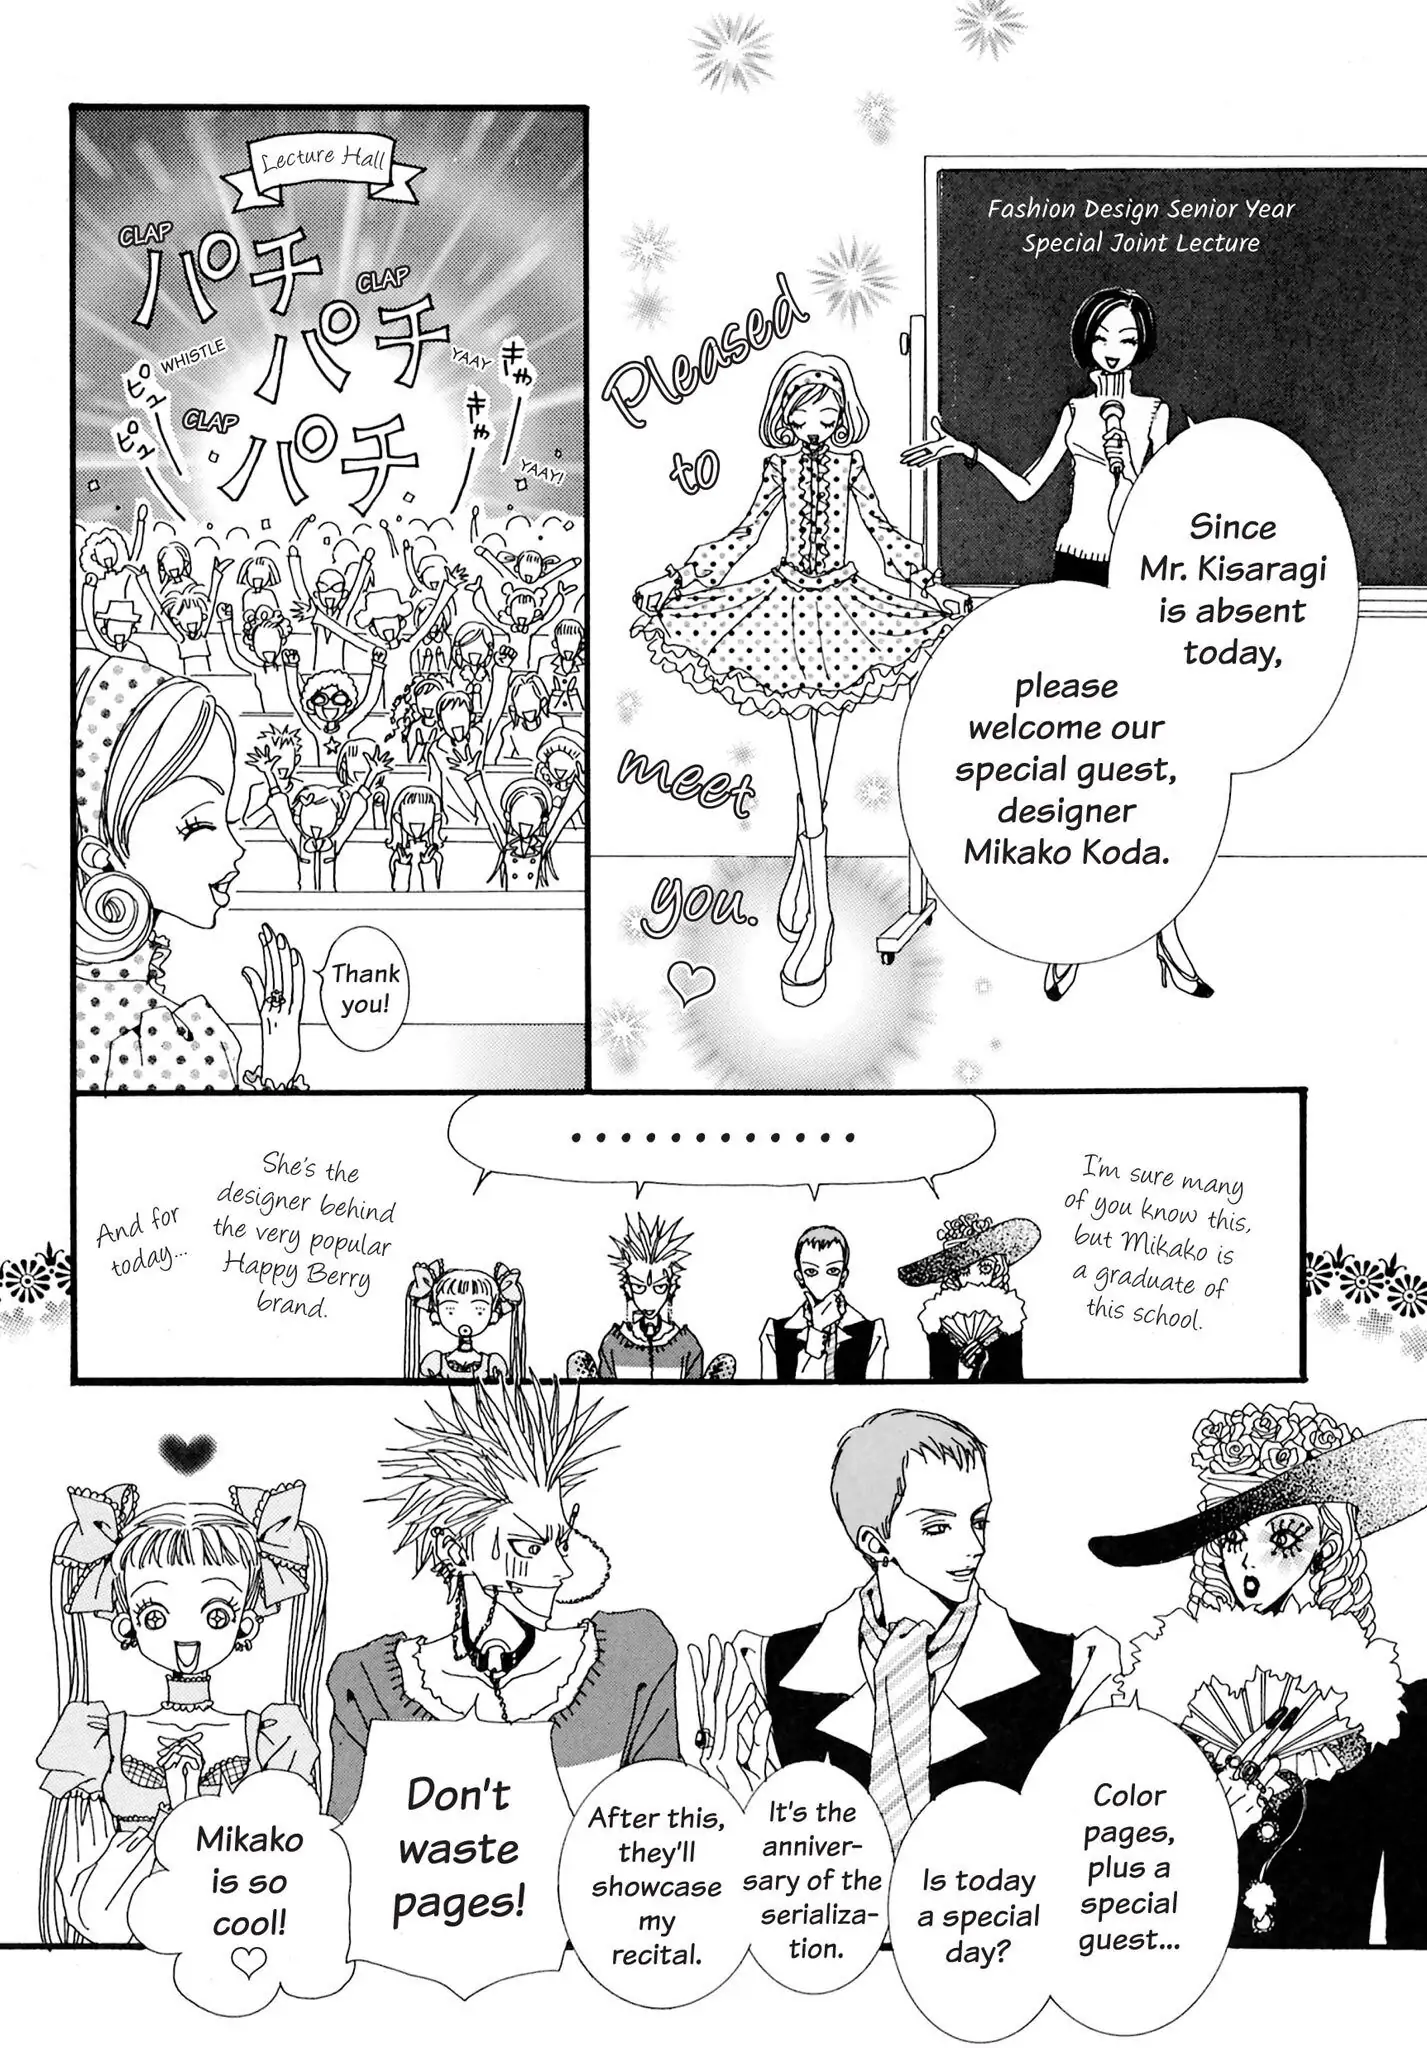 Fashion Design Senior Year
Special Joint Lecture
Since
Mr. Kisaragi
is absent
today,
please
welcome our
special guest,
designer
Mikako Koda.
Pleased
to
meet
you.
♡
Lecture Hall
CLAP
パチ
CLAP
パチ
CLAP
パチ
WHISTLE
ピュー
ピュー
YAAY
きゃー
YAAY!
きゃー
Thank
you!
I'm sure many
of you know this,
but Mikako is
a graduate of
this school.
.............
She's the
designer behind
the very popular
Happy Berry
brand.
And for
today...
Color
pages,
plus a
special
guest...
Is today
a special
day?
It's the
anniver-
sary of the
serializa-
tion.
After this,
they'll
showcase
my
recital.
Don't
waste
pages!
Mikako
is so
cool!
♡